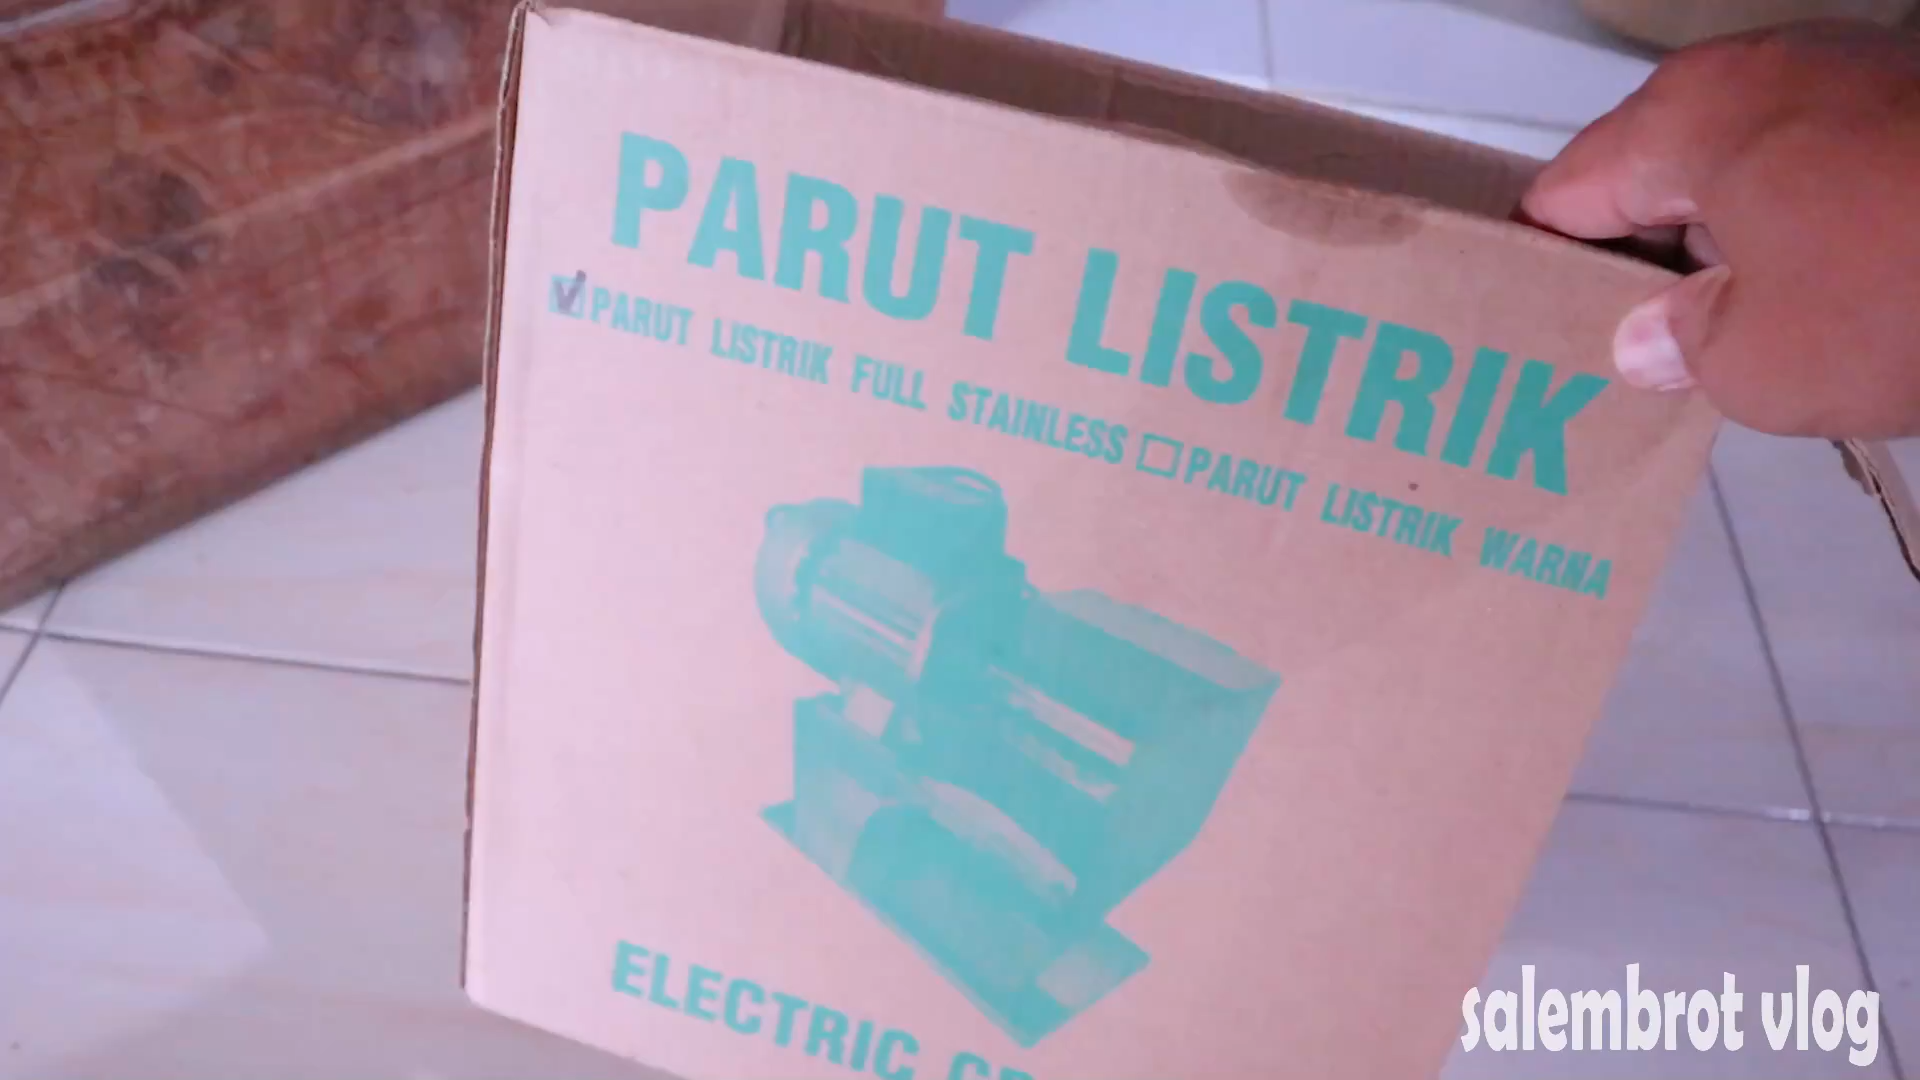 PARUT LISTRIK
PARUT LISTRIK FULL STAINLESS PARUT LISTRIK WARNA
ELECTRIC
salembrot vlog